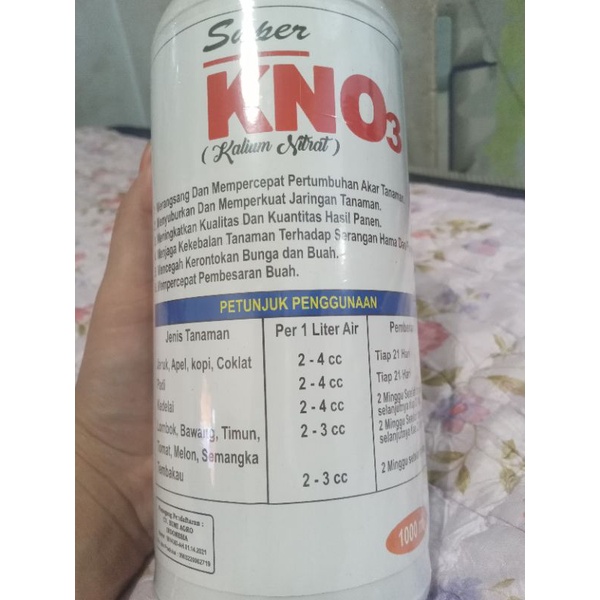 Super
KNO3
( Kalium Nitrat )
Merangsang Dan Mempercepat Pertumbuhan Akar Tanaman.
Menyuburkan Dan Memperkuat Jaringan Tanaman.
Meningkatkan Kualitas Dan Kuantitas Hasil Panen.
Menjaga Kekebalan Tanaman Terhadap Serangan Hama
Mencegah Kerontokan Bunga dan Buah.
Mempercepat Pembesaran Buah.
PETUNJUK PENGGUNAAN
Jenis Tanaman Per 1 Liter Air
Jeruk, Apel, kopi, Coklat 2 - 4 cc Tiap 21 Hari
Padi 2 - 4 cc Tiap 21 Hari
Kedelai 2 - 4 cc 2 Minggu
selanjutnya
Lombok, Bawang, Timun, 2 - 3 cc 2 Minggu
selanjutnya
Tomat, Melon, Semangka
Tembakau 2 - 3 cc 2 Minggu
AGRO
INDONESIA
1000